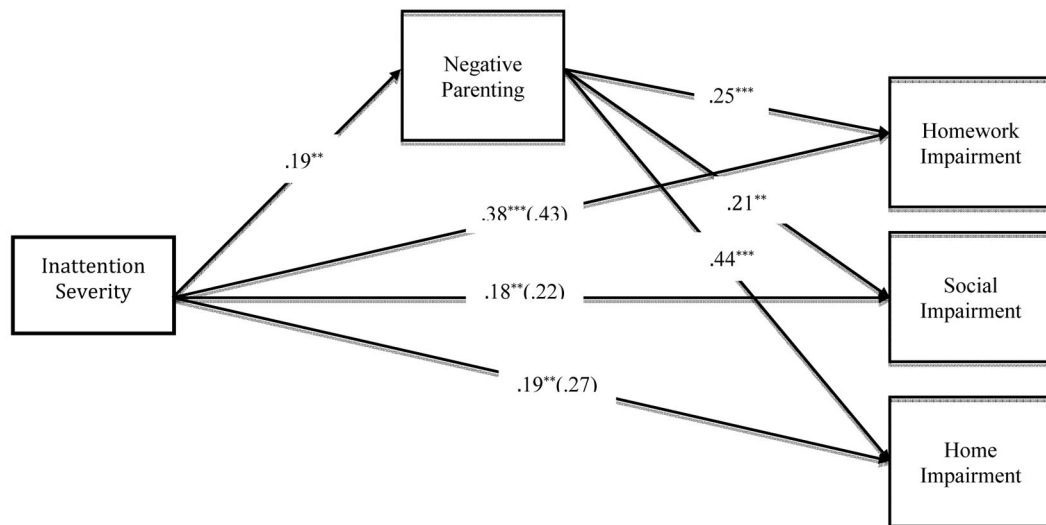 Negative
Parenting
.25***
Homework
Impairment
.19**
.38***(.43)
.21**
Inattention
Severity
.44***
.18**(.22)
Social
Impairment
.19**(.27)
Home
Impairment